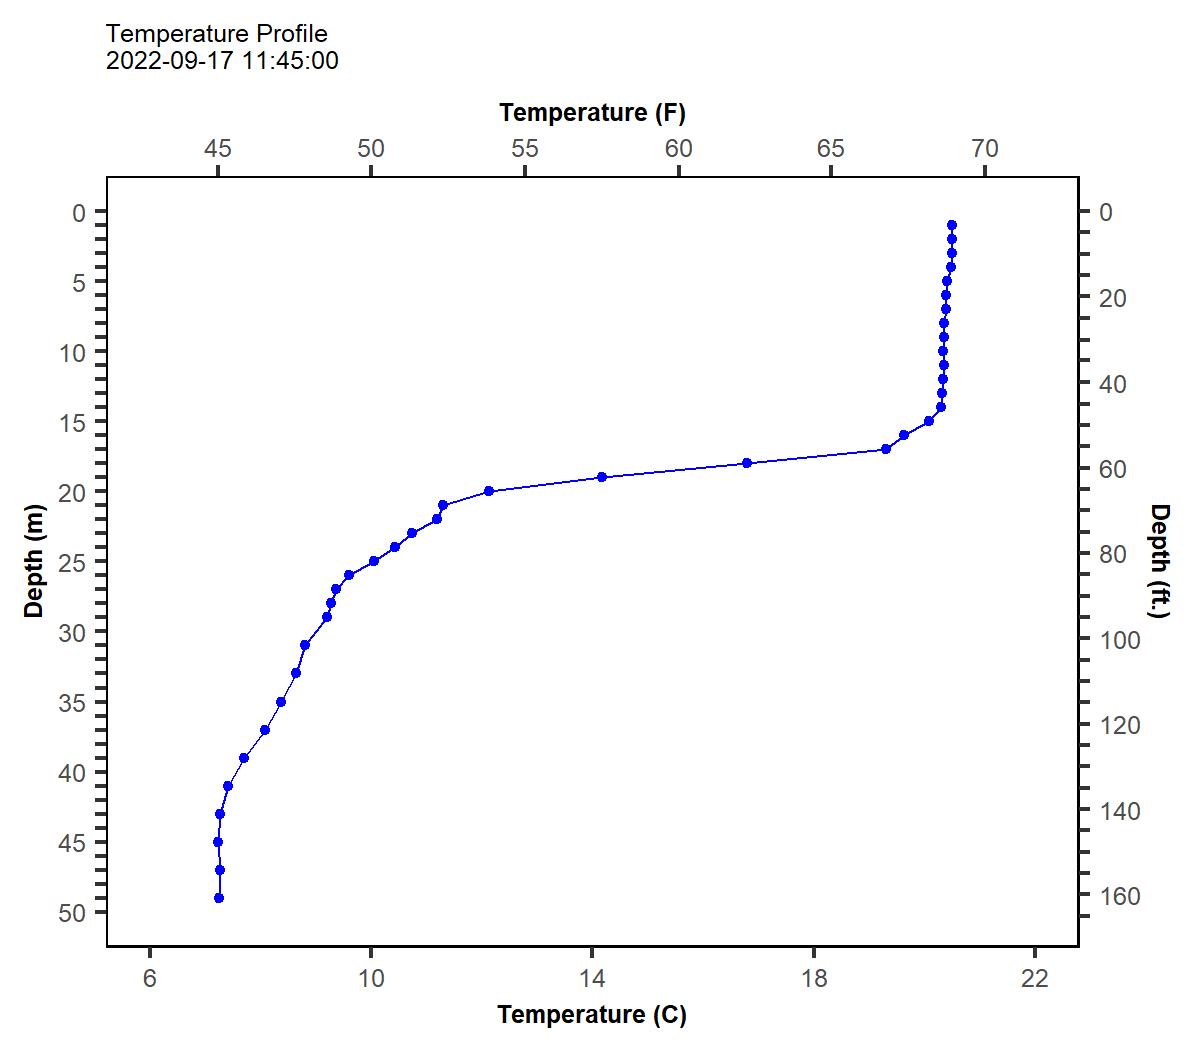 Temperature Profile
2022-09-17 11:45:00
Temperature (F)
45 50 55 60 65 70
0 0
5
20
10
40
15
60
20
Depth (m)
Depth (ft.)
25 80
30 100
35
120
40
140
45
160
50
6 10 14 18 22
Temperature (C)